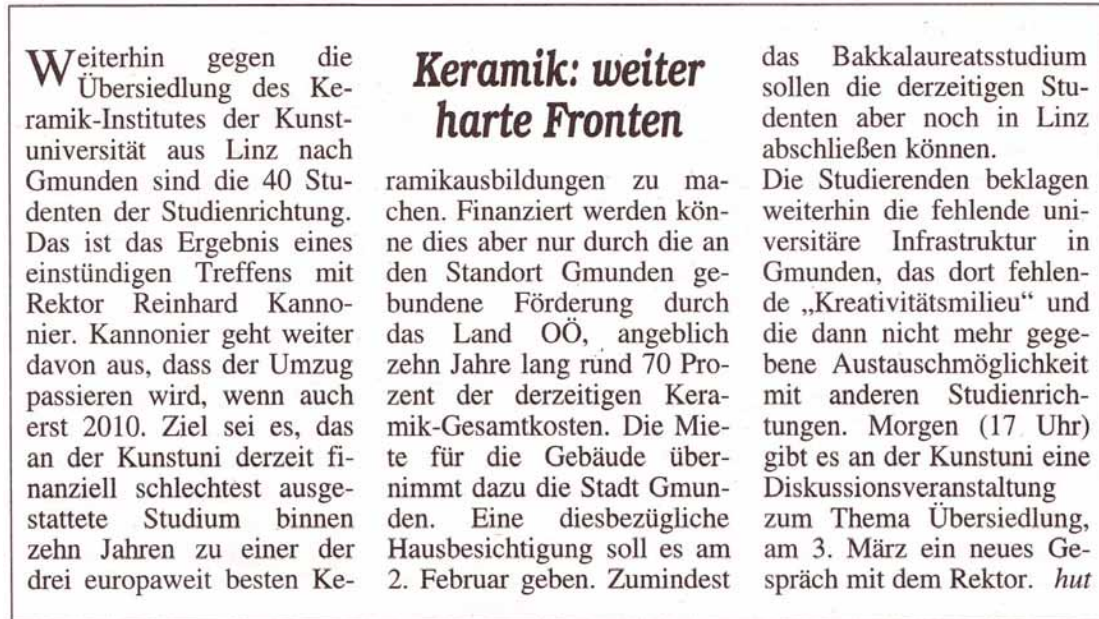 Keramik: weiter
harte Fronten
Weiterhin gegen die
Übersiedlung des Ke-
ramik-Institutes der Kunst-
universität aus Linz nach
Gmunden sind die 40 Stu-
denten der Studienrichtung.
Das ist das Ergebnis eines
einstündigen Treffens mit
Rektor Reinhard Kanno-
nier. Kannonier geht weiter
davon aus, dass der Umzug
passieren wird, wenn auch
erst 2010. Ziel sei es, das
an der Kunstuni derzeit fi-
nanziell schlechtest ausge-
stattete Studium binnen
zehn Jahren zu einer der
drei europaweit besten Ke-
ramikausbildungen zu ma-
chen. Finanziert werden kön-
ne dies aber nur durch die an
den Standort Gmunden ge-
bundene Förderung durch
das Land OÖ, angeblich
zehn Jahre lang rund 70 Pro-
zent der derzeitigen Kera-
mik-Gesamtkosten. Die Mie-
te für die Gebäude über-
nimmt dazu die Stadt Gmun-
den. Eine diesbezügliche
Hausbesichtigung soll es am
2. Februar geben. Zumindest
das Bakkalaureatsstudium
sollen die derzeitigen Stu-
denten aber noch in Linz
abschließen können.
Die Studierenden beklagen
weiterhin die fehlende uni-
versitäre Infrastruktur in
Gmunden, das dort fehlen-
de „Kreativitätsmilieu“ und
die dann nicht mehr gege-
bene Austauschmöglichkeit
mit anderen Studienrich-
tungen. Morgen (17 Uhr)
gibt es an der Kunstuni eine
Diskussionsveranstaltung
zum Thema Übersiedlung,
am 3. März ein neues Ge-
spräch mit dem Rektor. hut